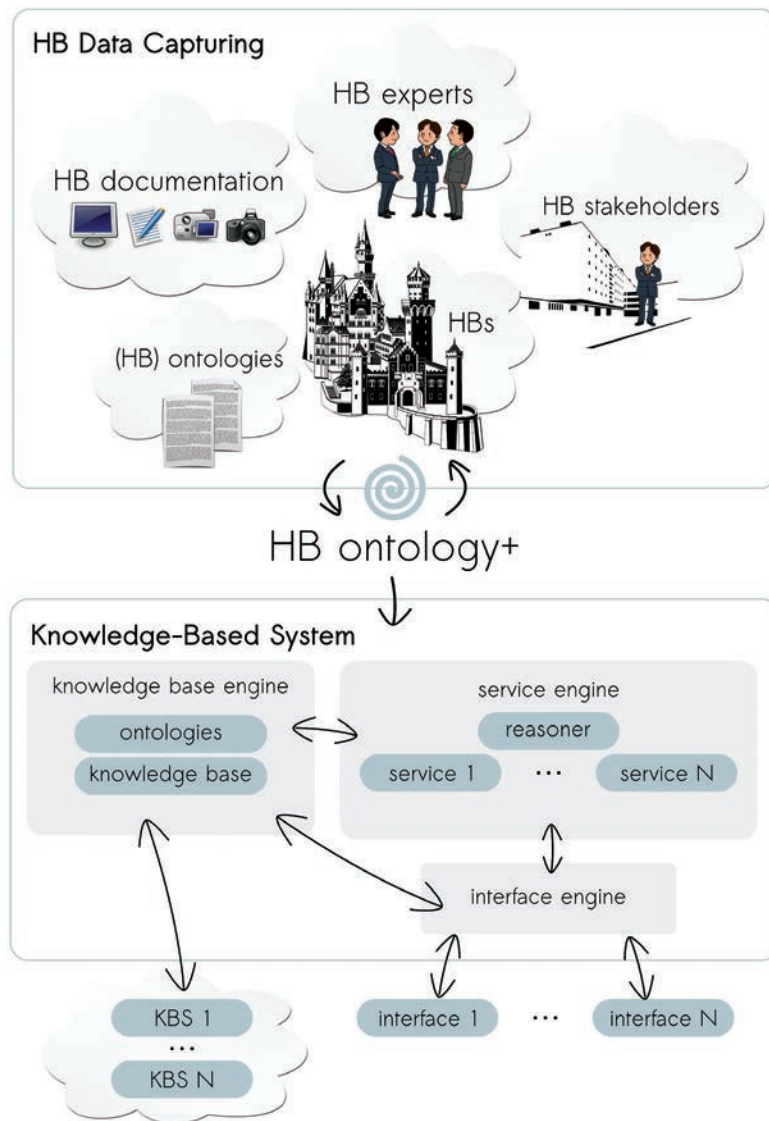 HB Data Capturing
HB experts
HB documentation
HB stakeholders
HBs
(HB) ontologies
HB ontology+
Knowledge-Based System
knowledge base engine
service engine
ontologies
reasoner
knowledge base
service 1
...
service N
interface engine
KBS 1
...
KBS N
interface 1
...
interface N